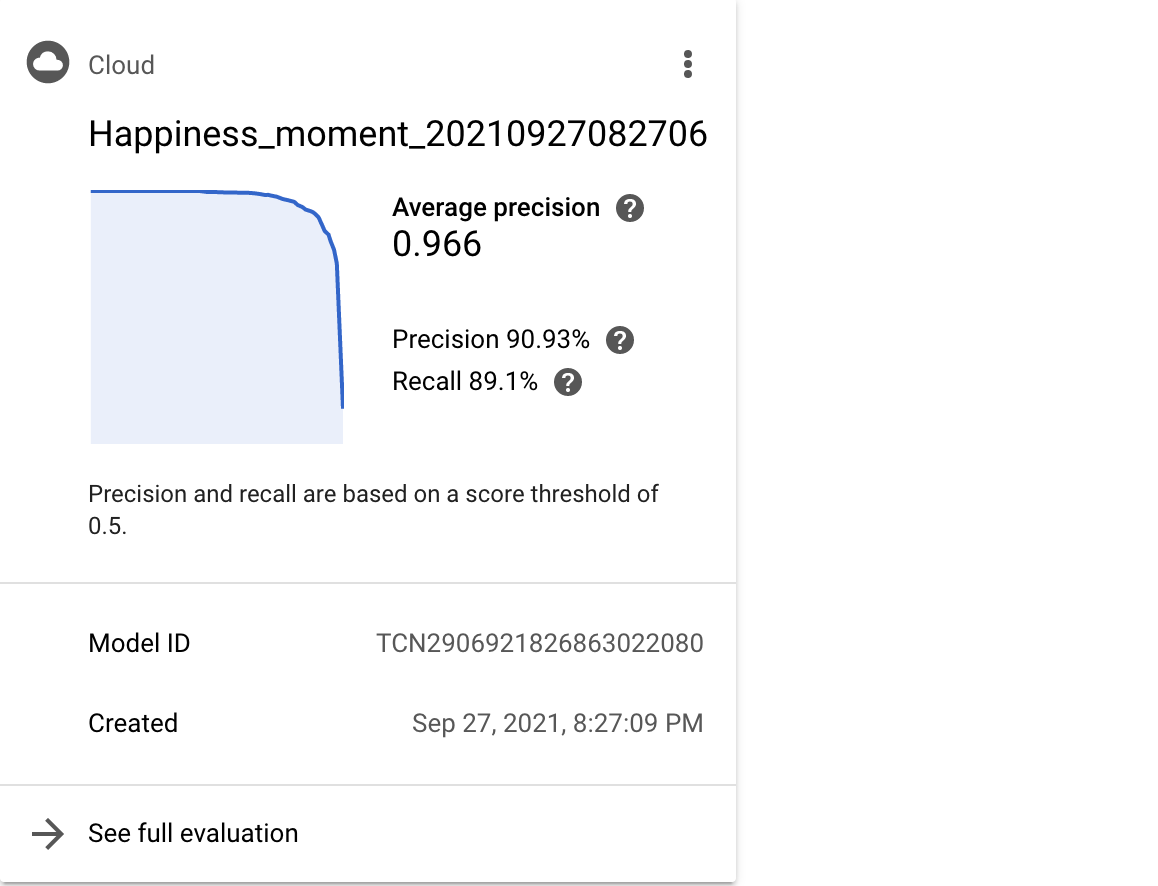 Cloud
Happiness_moment_20210927082706
Average precision
0.966
Precision 90.93%
Recall 89.1%
Precision and recall are based on a score threshold of
0.5.
Model ID TCN2906921826863022080
Created Sep 27, 2021, 8:27:09 PM
See full evaluation